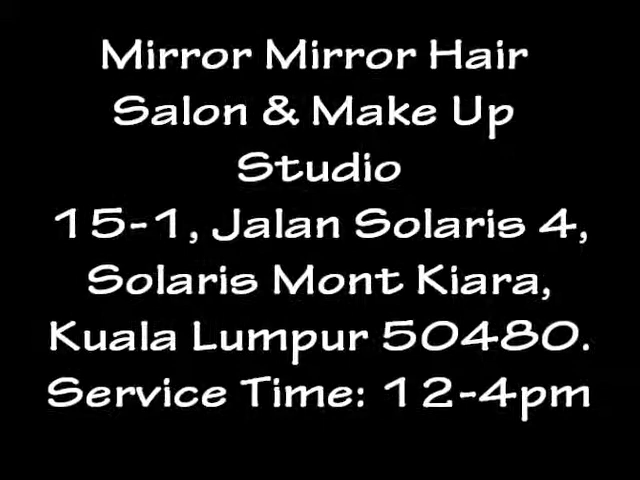 Mirror Mirror Hair
Salon & Make Up
Studio
15-1, Jalan Solaris 4,
Solaris Mont Kiara,
Kuala Lumpur 50480.
Service Time: 12-4pm